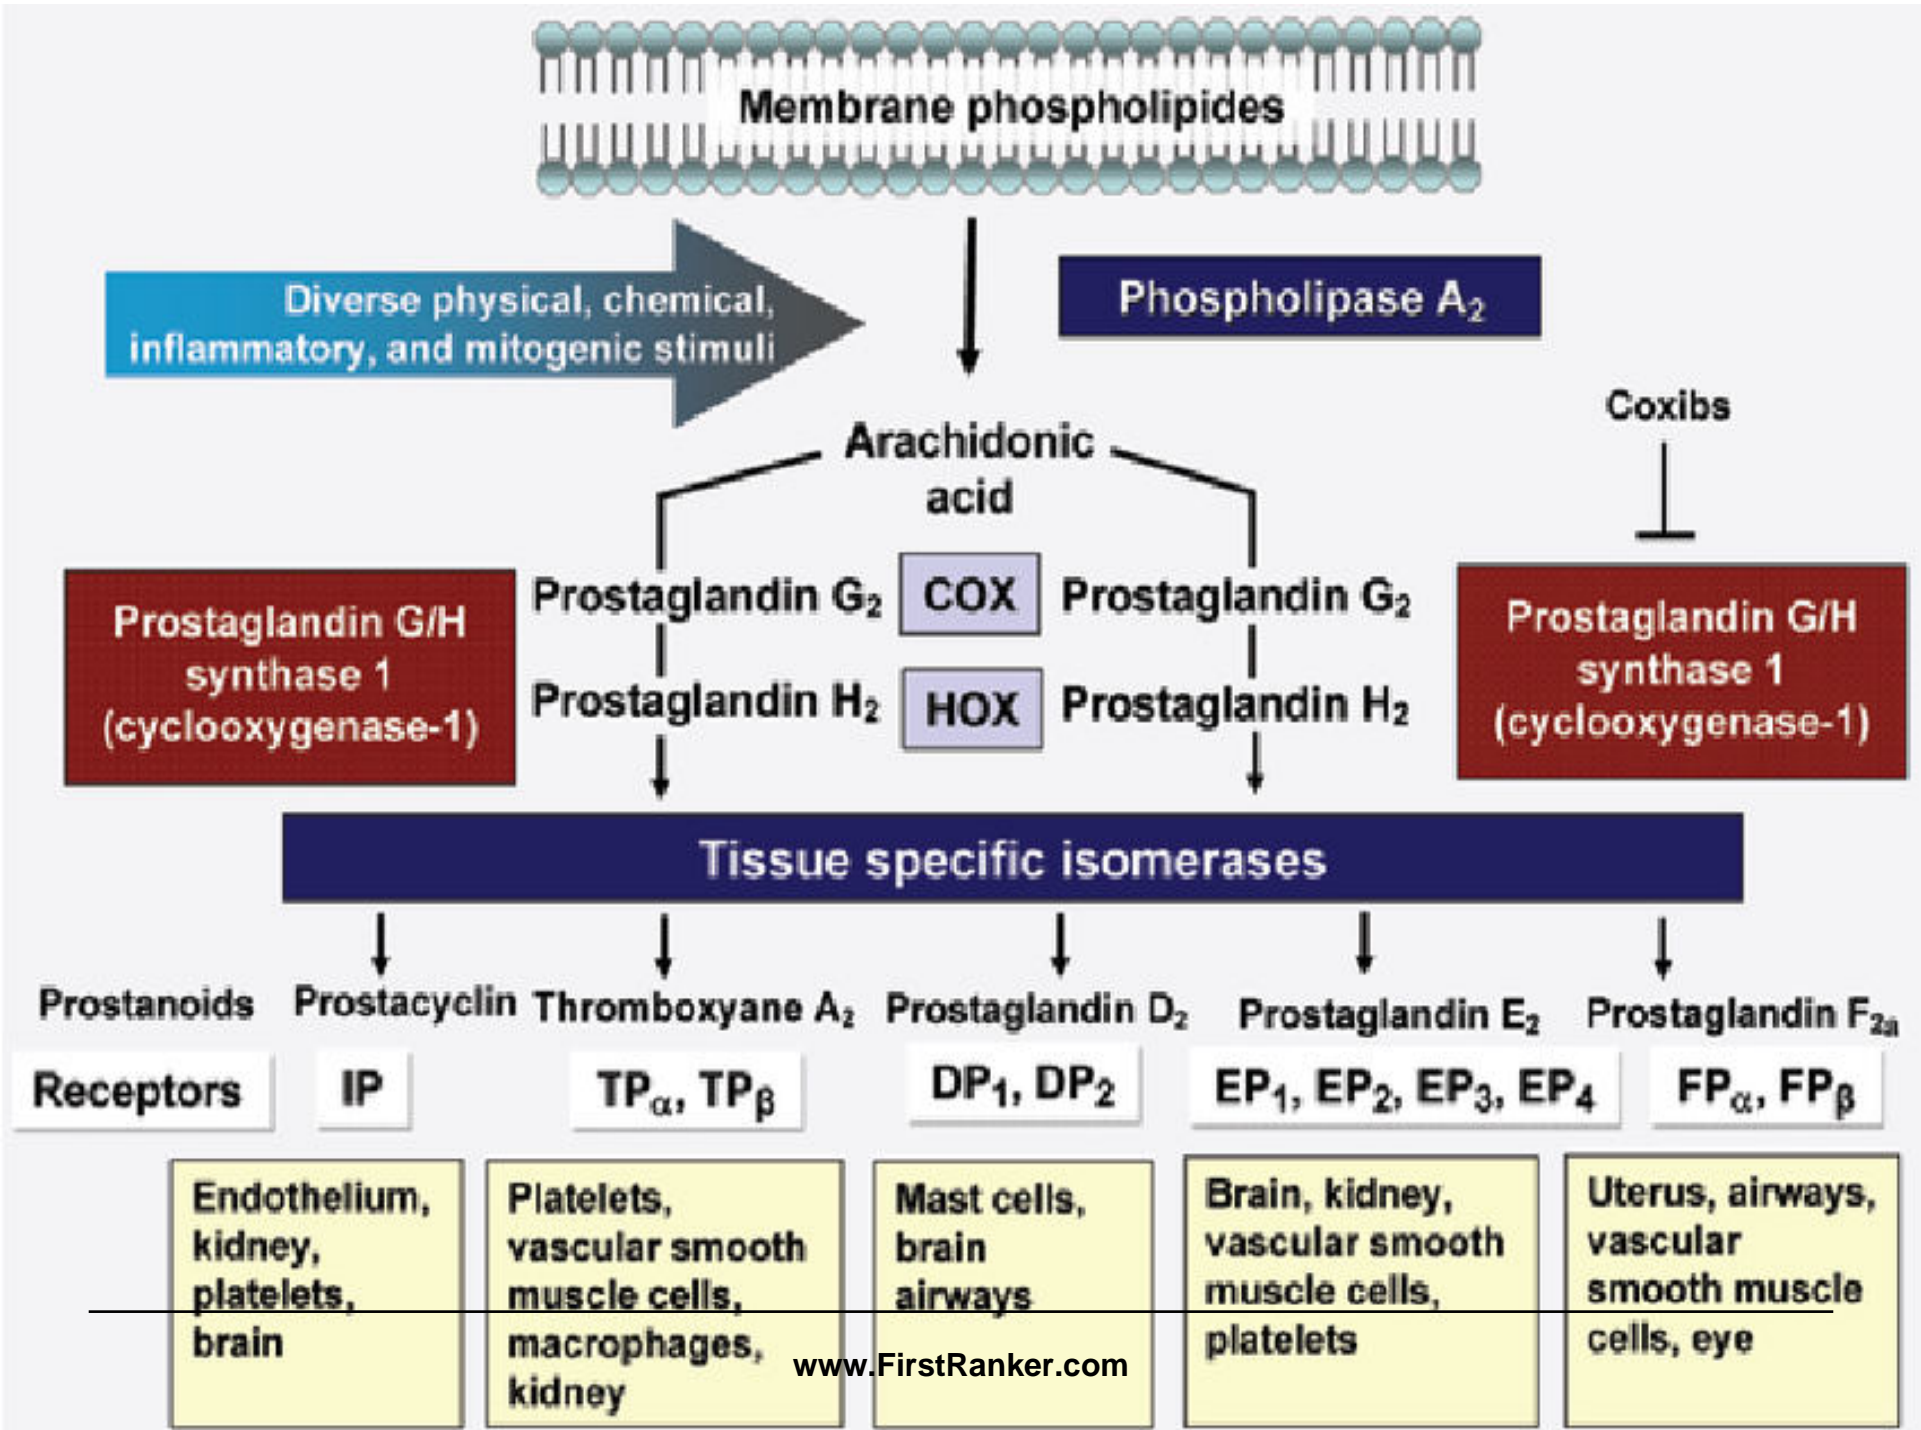 Membrane phospholipides
Diverse physical, chemical,
inflammatory, and mitogenic stimuli
Phospholipase A₂
Coxibs
Arachidonic
acid
Prostaglandin G/H
synthase 1
(cyclooxygenase-1)
Prostaglandin G₂
COX
Prostaglandin G₂
Prostaglandin H₂
HOX
Prostaglandin H₂
Prostaglandin G/H
synthase 1
(cyclooxygenase-1)
Tissue specific isomerases
Prostanoids
Prostacyclin
Thromboxyane A₂
Prostaglandin D₂
Prostaglandin E₂
Prostaglandin F₂ₐ
Receptors
IP
TPα, TPβ
DP₁, DP₂
EP₁, EP₂, EP₃, EP₄
FPα, FPβ
Endothelium,
kidney,
platelets,
brain
Platelets,
vascular smooth
muscle cells,
macrophages,
kidney
Mast cells,
brain
airways
Brain, kidney,
vascular smooth
muscle cells,
platelets
Uterus, airways,
vascular
smooth muscle
cells, eye
www.FirstRanker.com